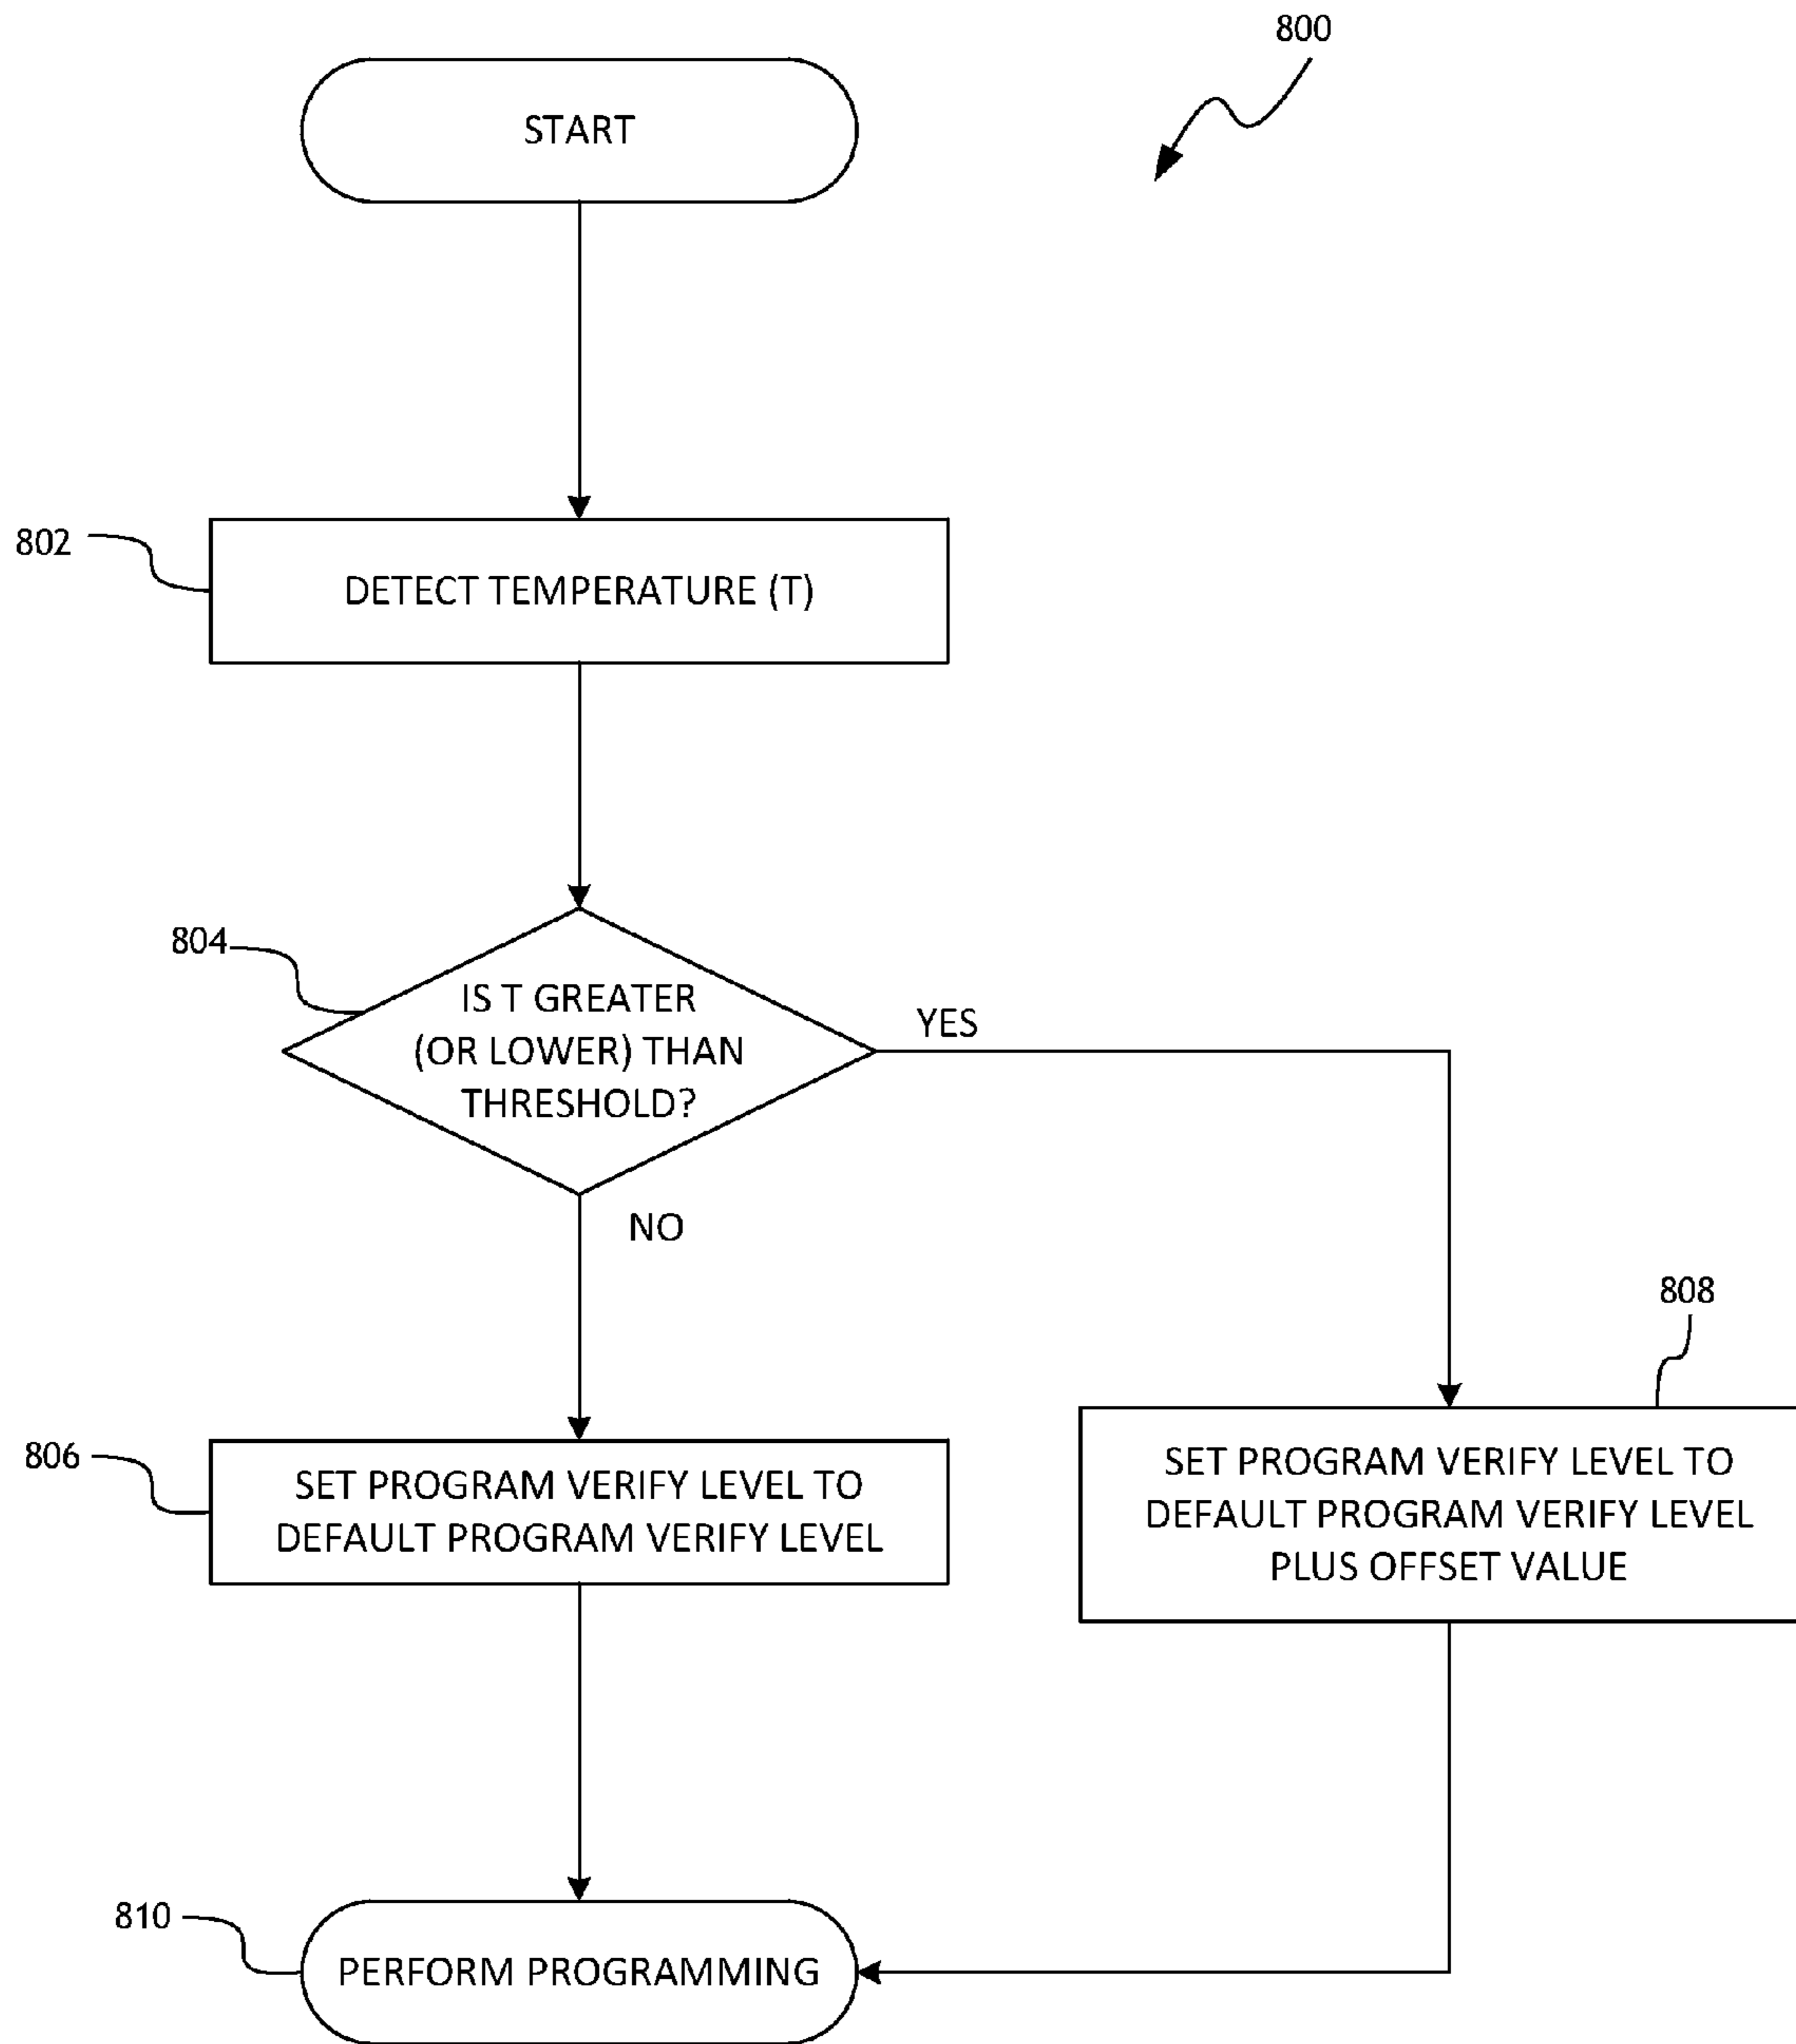 800
START
802
DETECT TEMPERATURE (T)
804
IS T GREATER
(OR LOWER) THAN
THRESHOLD?
YES
NO
808
806
SET PROGRAM VERIFY LEVEL TO
DEFAULT PROGRAM VERIFY LEVEL
SET PROGRAM VERIFY LEVEL TO
DEFAULT PROGRAM VERIFY LEVEL
PLUS OFFSET VALUE
810
PERFORM PROGRAMMING